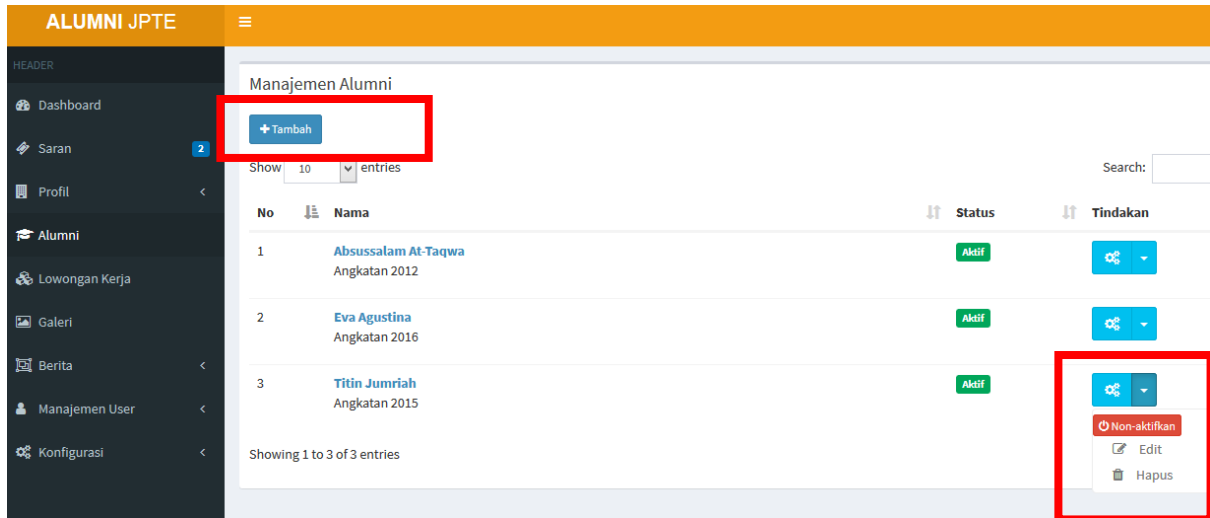 ALUMNI JPTE
HEADER
Dashboard
Saran 2
Profil
Alumni
Lowongan Kerja
Galeri
Berita
Manajemen User
Konfigurasi
Manajemen Alumni
+Tambah
Show 10 entries Search:
No Nama Status Tindakan
1 Absussalam At-Taqwa Aktif
Angkatan 2012
2 Eva Agustina Aktif
Angkatan 2016
3 Titin Jumriah Aktif
Angkatan 2015
Non-aktifkan
Edit
Hapus
Showing 1 to 3 of 3 entries